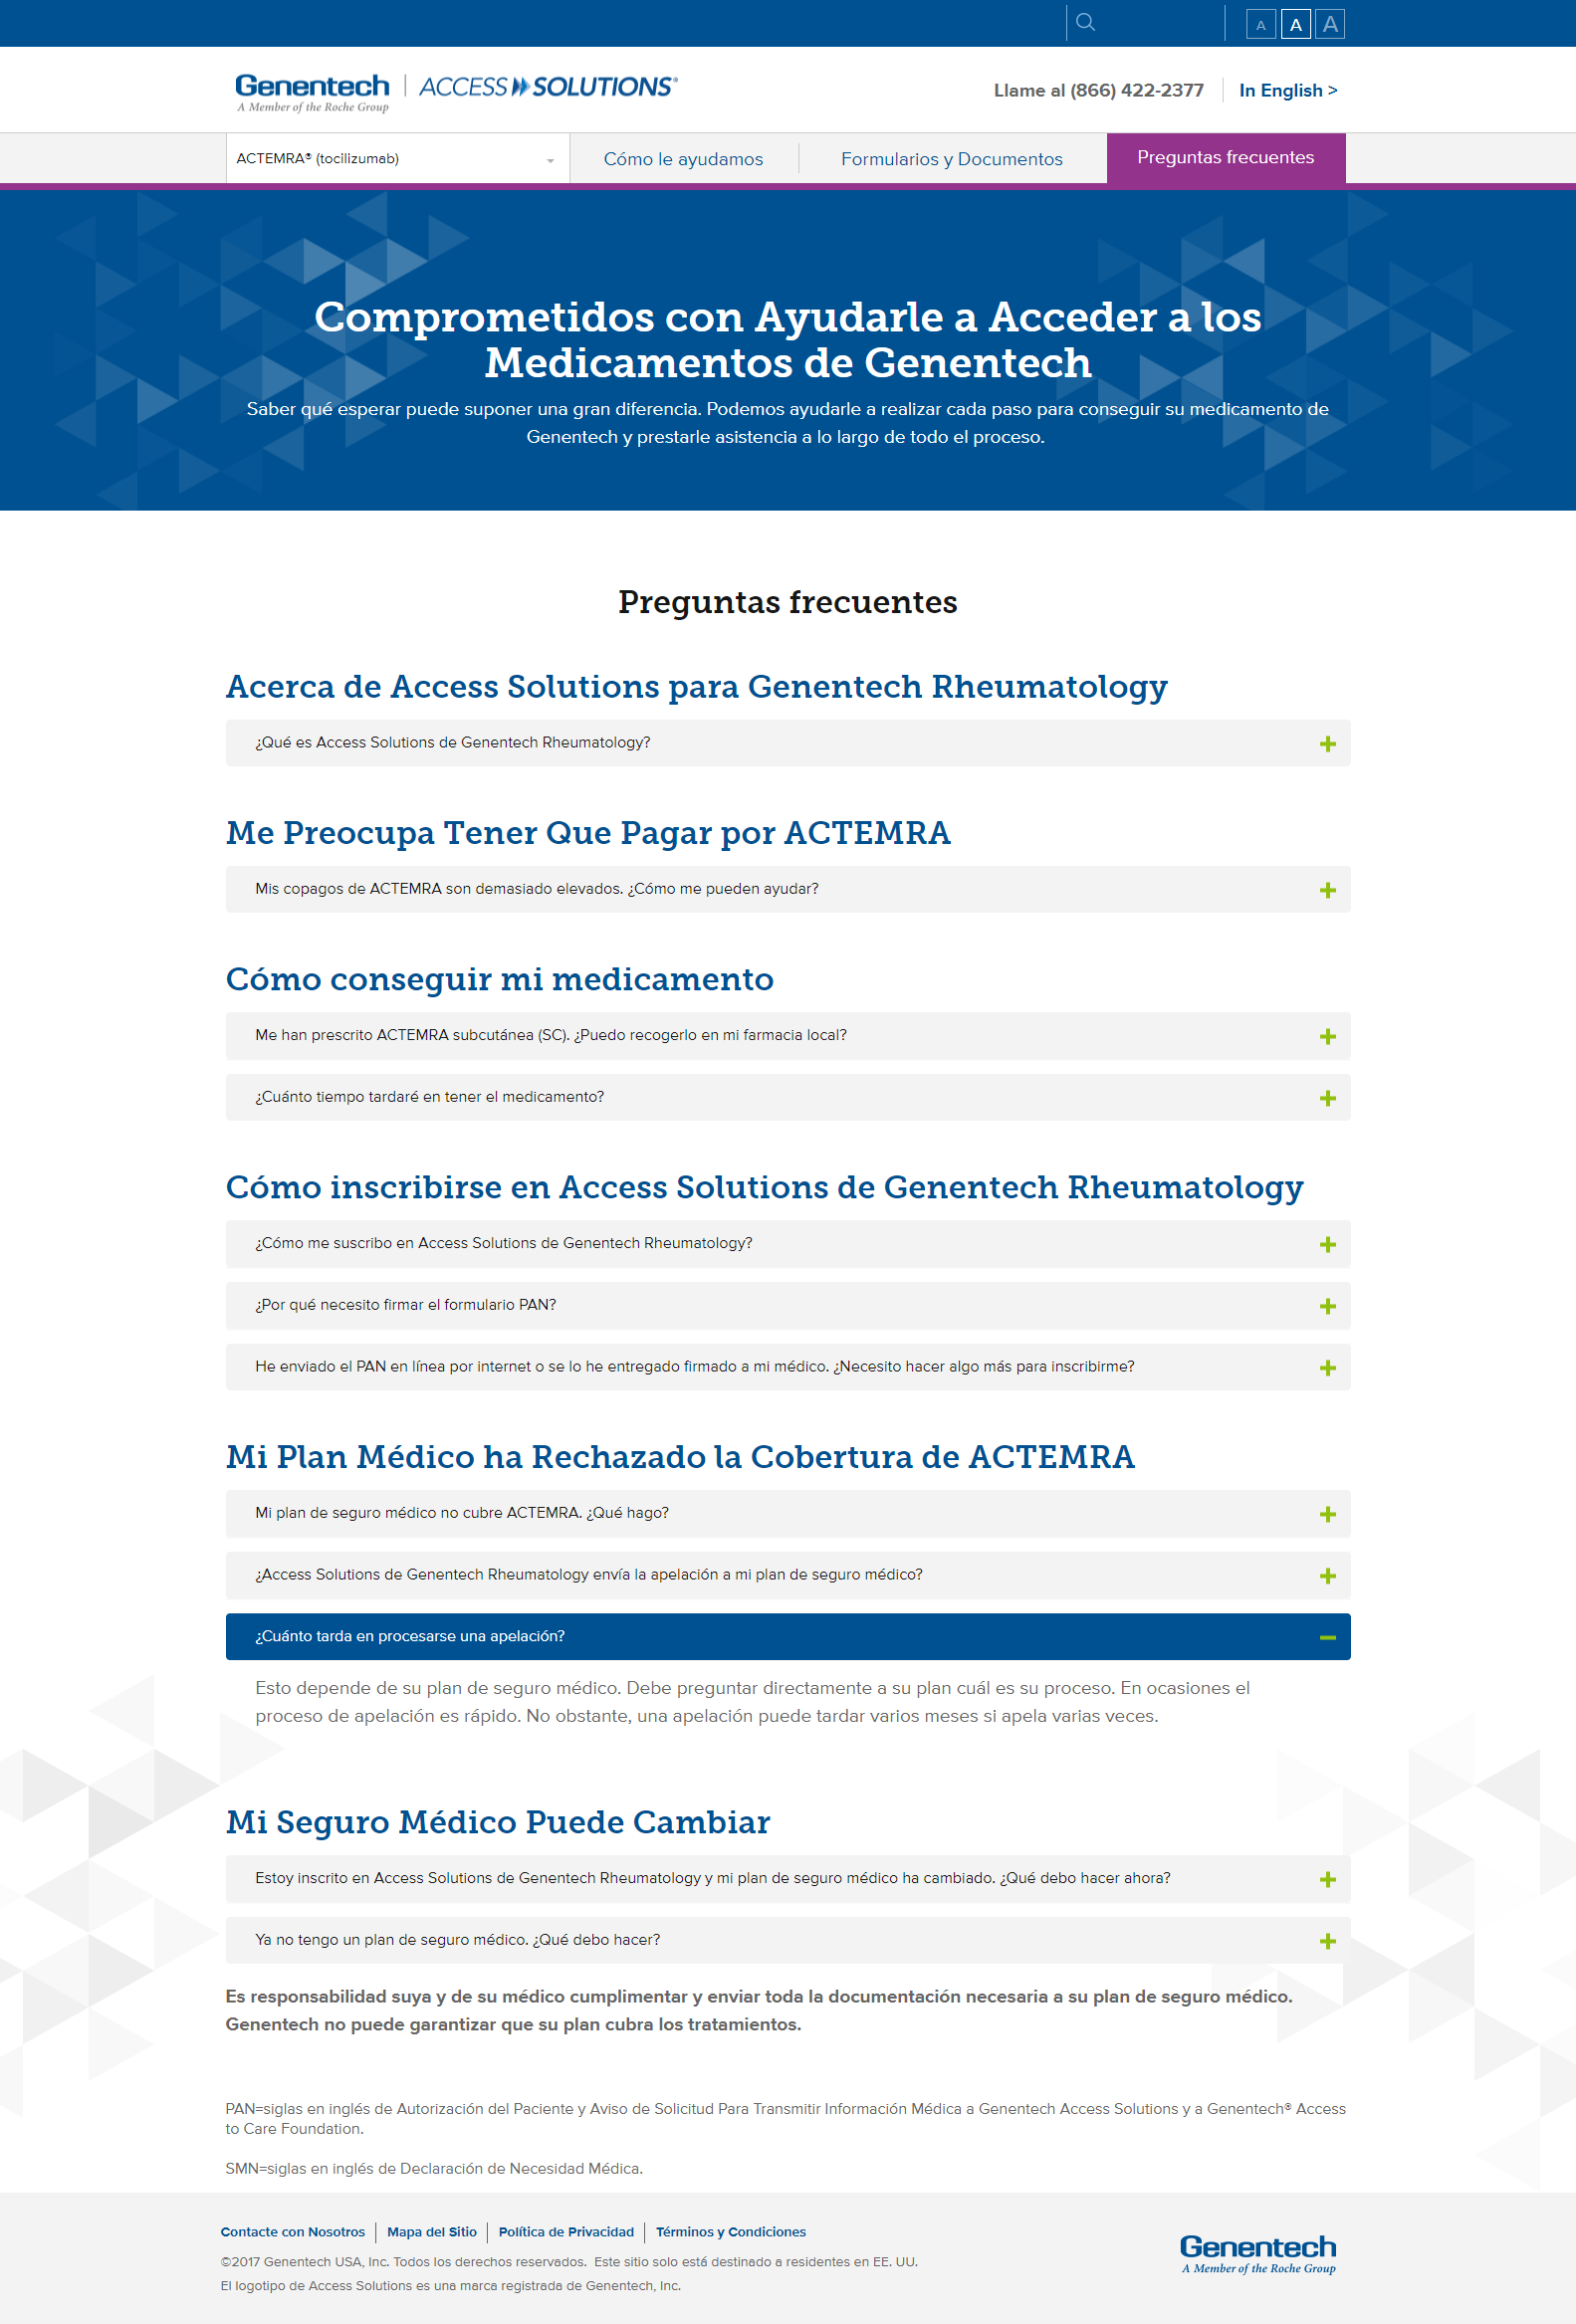 A A A
Genentech
A Member of the Roche Group
ACCESS SOLUTIONS®
Llame al (866) 422-2377
In English >
ACTEMRA® (tocilizumab)
Cómo le ayudamos
Formularios y Documentos
Preguntas frecuentes
Comprometidos con Ayudarle a Acceder a los
Medicamentos de Genentech
Saber qué esperar puede suponer una gran diferencia. Podemos ayudarle a realizar cada paso para conseguir su medicamento de
Genentech y prestarle asistencia a lo largo de todo el proceso.
Preguntas frecuentes
Acerca de Access Solutions para Genentech Rheumatology
¿Qué es Access Solutions de Genentech Rheumatology?
Me Preocupa Tener Que Pagar por ACTEMRA
Mis copagos de ACTEMRA son demasiado elevados. ¿Cómo me pueden ayudar?
Cómo conseguir mi medicamento
Me han prescrito ACTEMRA subcutánea (SC). ¿Puedo recogerlo en mi farmacia local?
¿Cuánto tiempo tardaré en tener el medicamento?
Cómo inscribirse en Access Solutions de Genentech Rheumatology
¿Cómo me suscribo en Access Solutions de Genentech Rheumatology?
¿Por qué necesito firmar el formulario PAN?
He enviado el PAN en línea por internet o se lo he entregado firmado a mi médico. ¿Necesito hacer algo más para inscribirme?
Mi Plan Médico ha Rechazado la Cobertura de ACTEMRA
Mi plan de seguro médico no cubre ACTEMRA. ¿Qué hago?
¿Access Solutions de Genentech Rheumatology envía la apelación a mi plan de seguro médico?
¿Cuánto tarda en procesarse una apelación?
Esto depende de su plan de seguro médico. Debe preguntar directamente a su plan cuál es su proceso. En ocasiones el
proceso de apelación es rápido. No obstante, una apelación puede tardar varios meses si apela varias veces.
Mi Seguro Médico Puede Cambiar
Estoy inscrito en Access Solutions de Genentech Rheumatology y mi plan de seguro médico ha cambiado. ¿Qué debo hacer ahora?
Ya no tengo un plan de seguro médico. ¿Qué debo hacer?
Es responsabilidad suya y de su médico cumplimentar y enviar toda la documentación necesaria a su plan de seguro médico.
Genentech no puede garantizar que su plan cubra los tratamientos.
PAN=siglas en inglés de Autorización del Paciente y Aviso de Solicitud Para Transmitir Información Médica a Genentech Access Solutions y a Genentech® Access
to Care Foundation.
SMN=siglas en inglés de Declaración de Necesidad Médica.
Contacte con Nosotros
Mapa del Sitio
Política de Privacidad
Términos y Condiciones
©2017 Genentech USA, Inc. Todos los derechos reservados. Este sitio solo está destinado a residentes en EE. UU.
El logotipo de Access Solutions es una marca registrada de Genentech, Inc.
Genentech
A Member of the Roche Group